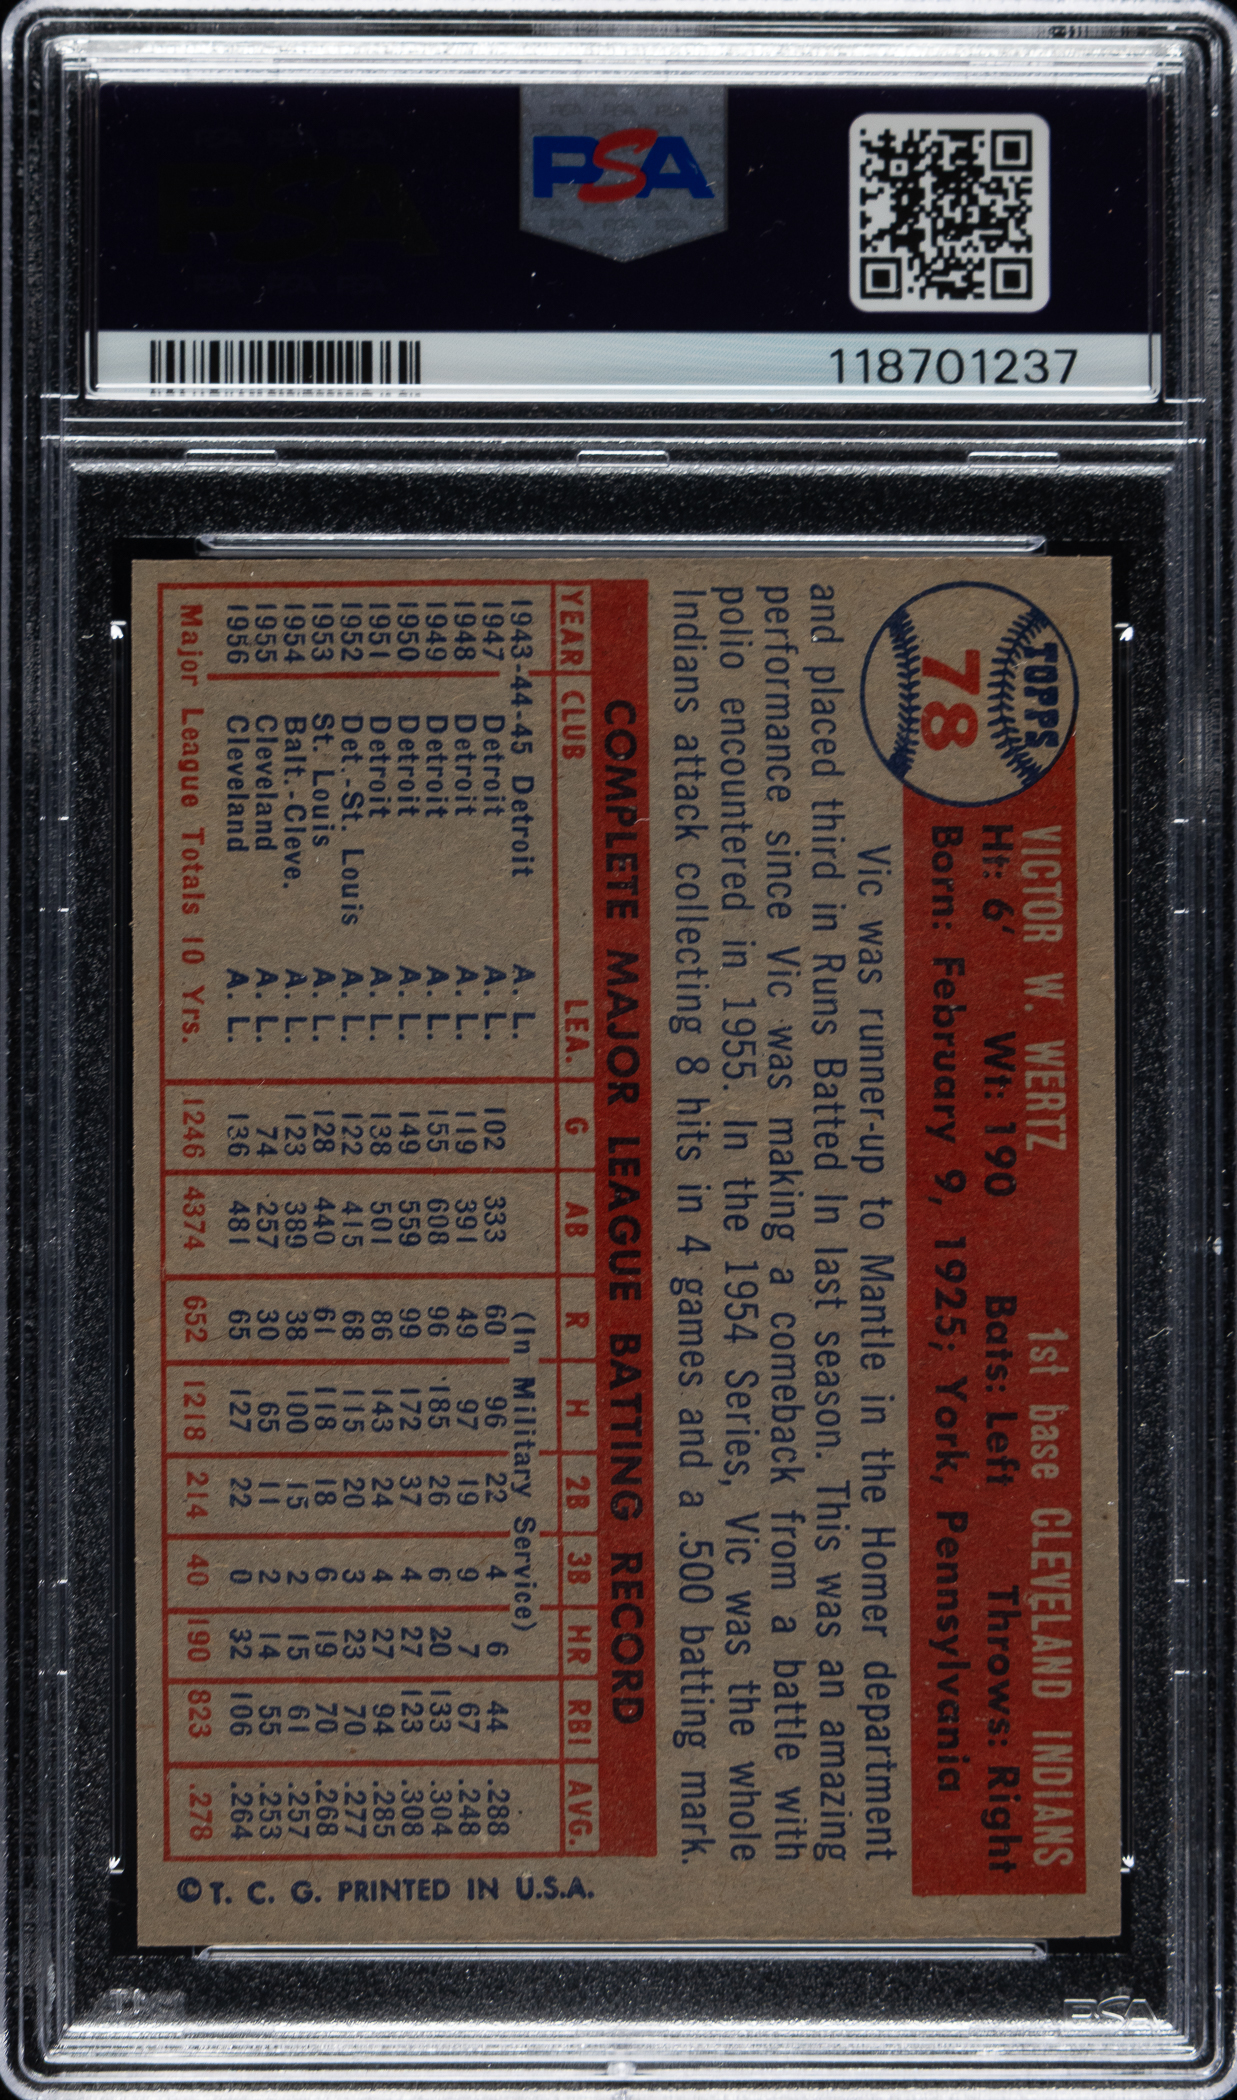 PSA
118701237
TOPPS
78
VICTOR W. WERTZ 1st base CLEVELAND INDIANS
Ht: 6' Wt: 190 Bats: Left Throws: Right
Born: February 9, 1925; York, Pennsylvania
Vic was runner-up to Mantle in the Homer department
and placed third in Runs Batted In last season. This was an amazing
performance since Vic was making a comeback from a battle with
polio encountered in 1955. In the 1954 Series, Vic was the whole
Indians attack collecting 8 hits in 4 games and a .500 batting mark.
COMPLETE MAJOR LEAGUE BATTING RECORD
YEAR CLUB LEA. G AB R H 2B 3B HR RBI AVG.
1943-44-45 Detroit A. L. (In Military Service)
1947 Detroit A. L. 102 333 60 96 22 4 6 44 .288
1948 Detroit A. L. 119 391 49 97 19 9 7 67 .248
1949 Detroit A. L. 155 608 96 185 26 6 20 133 .304
1950 Detroit A. L. 149 559 99 172 37 4 27 123 .308
1951 Detroit A. L. 138 501 86 143 24 4 27 94 .285
1952 Det.-St. Louis A. L. 122 415 68 115 20 3 23 70 .277
1953 St. Louis A. L. 128 440 61 118 18 6 19 70 .268
1954 Balt.-Cleve. A. L. 123 389 38 100 15 2 15 61 .257
1955 Cleveland A. L. 74 257 30 65 11 2 14 55 .253
1956 Cleveland A. L. 136 481 65 127 22 0 32 106 .264
Major League Totals 10 Yrs. 1246 4374 652 1218 214 40 190 823 .278
© T. C. G. PRINTED IN U.S.A.
PSA